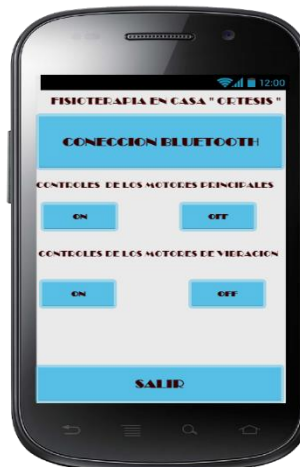 12:00
FISIOTERAPIA EN CASA " ORTESIS "
CONECCION BLUETOOTH
CONTROLES DE LOS MOTORES PRINCIPALES
ON OFF
CONTROLES DE LOS MOTORES DE VIBRACION
ON OFF
SALIR